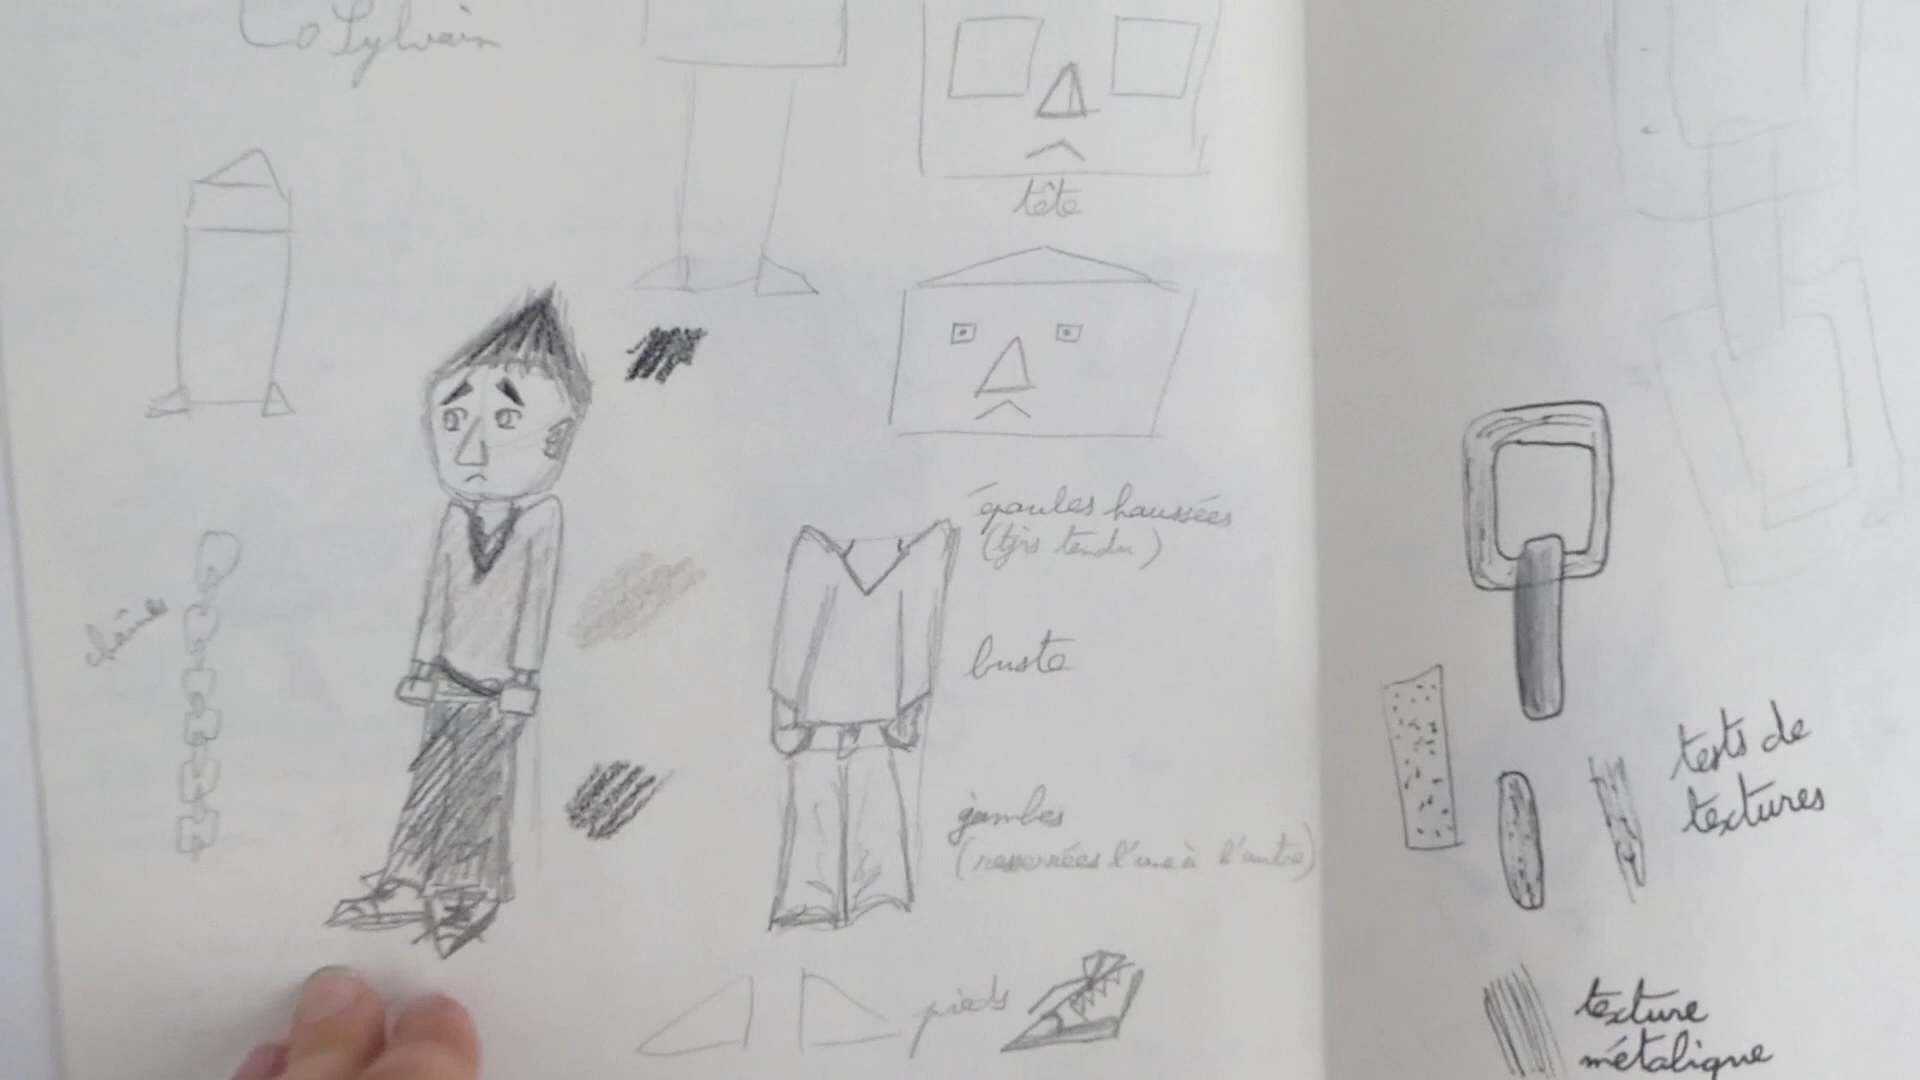 Sylvain
tête
épaules haussées
(tjrs tendu)
chaîne
buste
jambes
(resserrées l'une à l'autre)
pieds
tests de
textures
texture
métalique